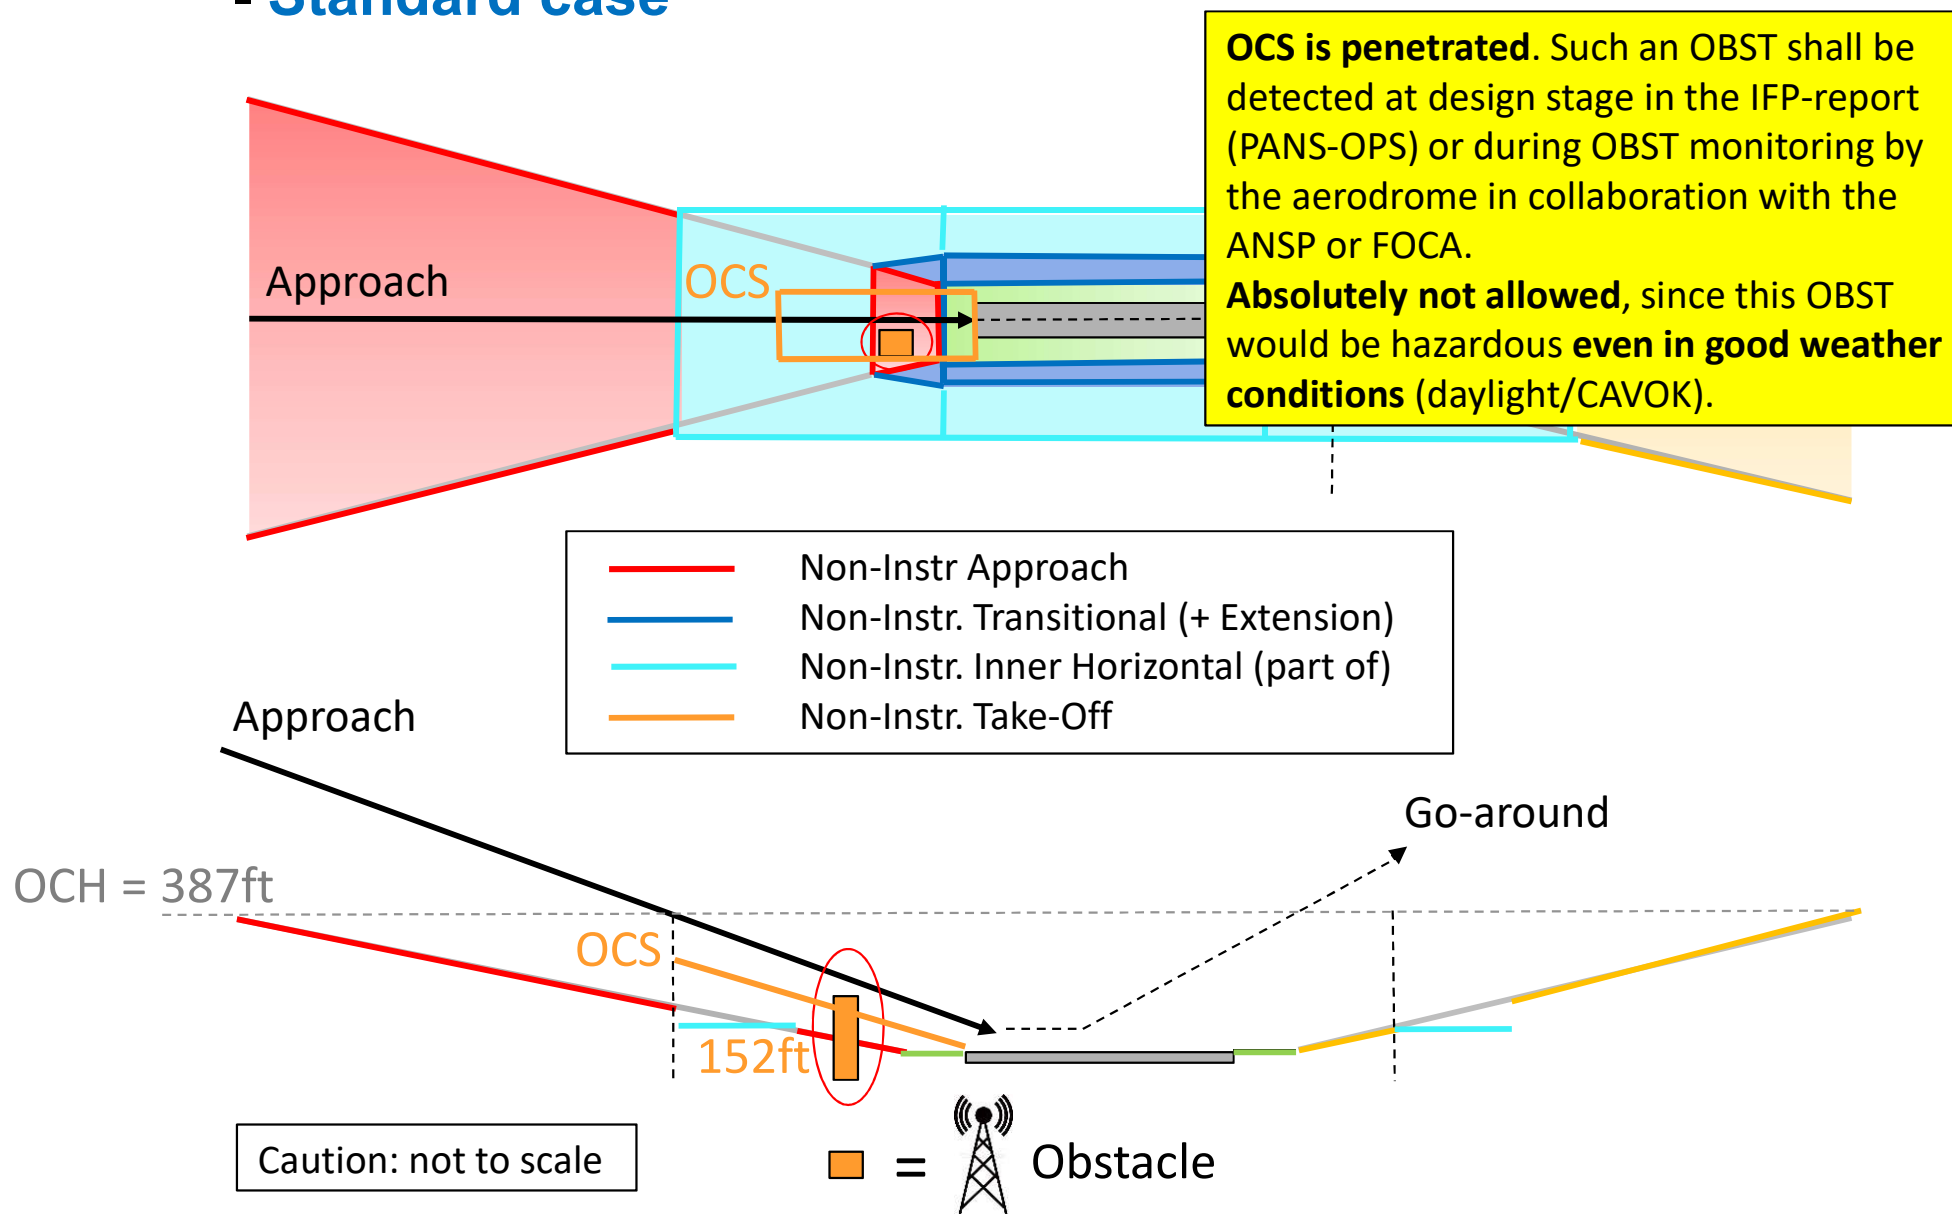 - Standard case
OCS is penetrated. Such an OBST shall be
detected at design stage in the IFP-report
(PANS-OPS) or during OBST monitoring by
the aerodrome in collaboration with the
ANSP or FOCA.
Absolutely not allowed, since this OBST
would be hazardous even in good weather
conditions (daylight/CAVOK).
Approach
OCS
Non-Instr Approach
Non-Instr. Transitional (+ Extension)
Non-Instr. Inner Horizontal (part of)
Non-Instr. Take-Off
Approach
Go-around
OCH = 387ft
OCS
152ft
Caution: not to scale
= Obstacle